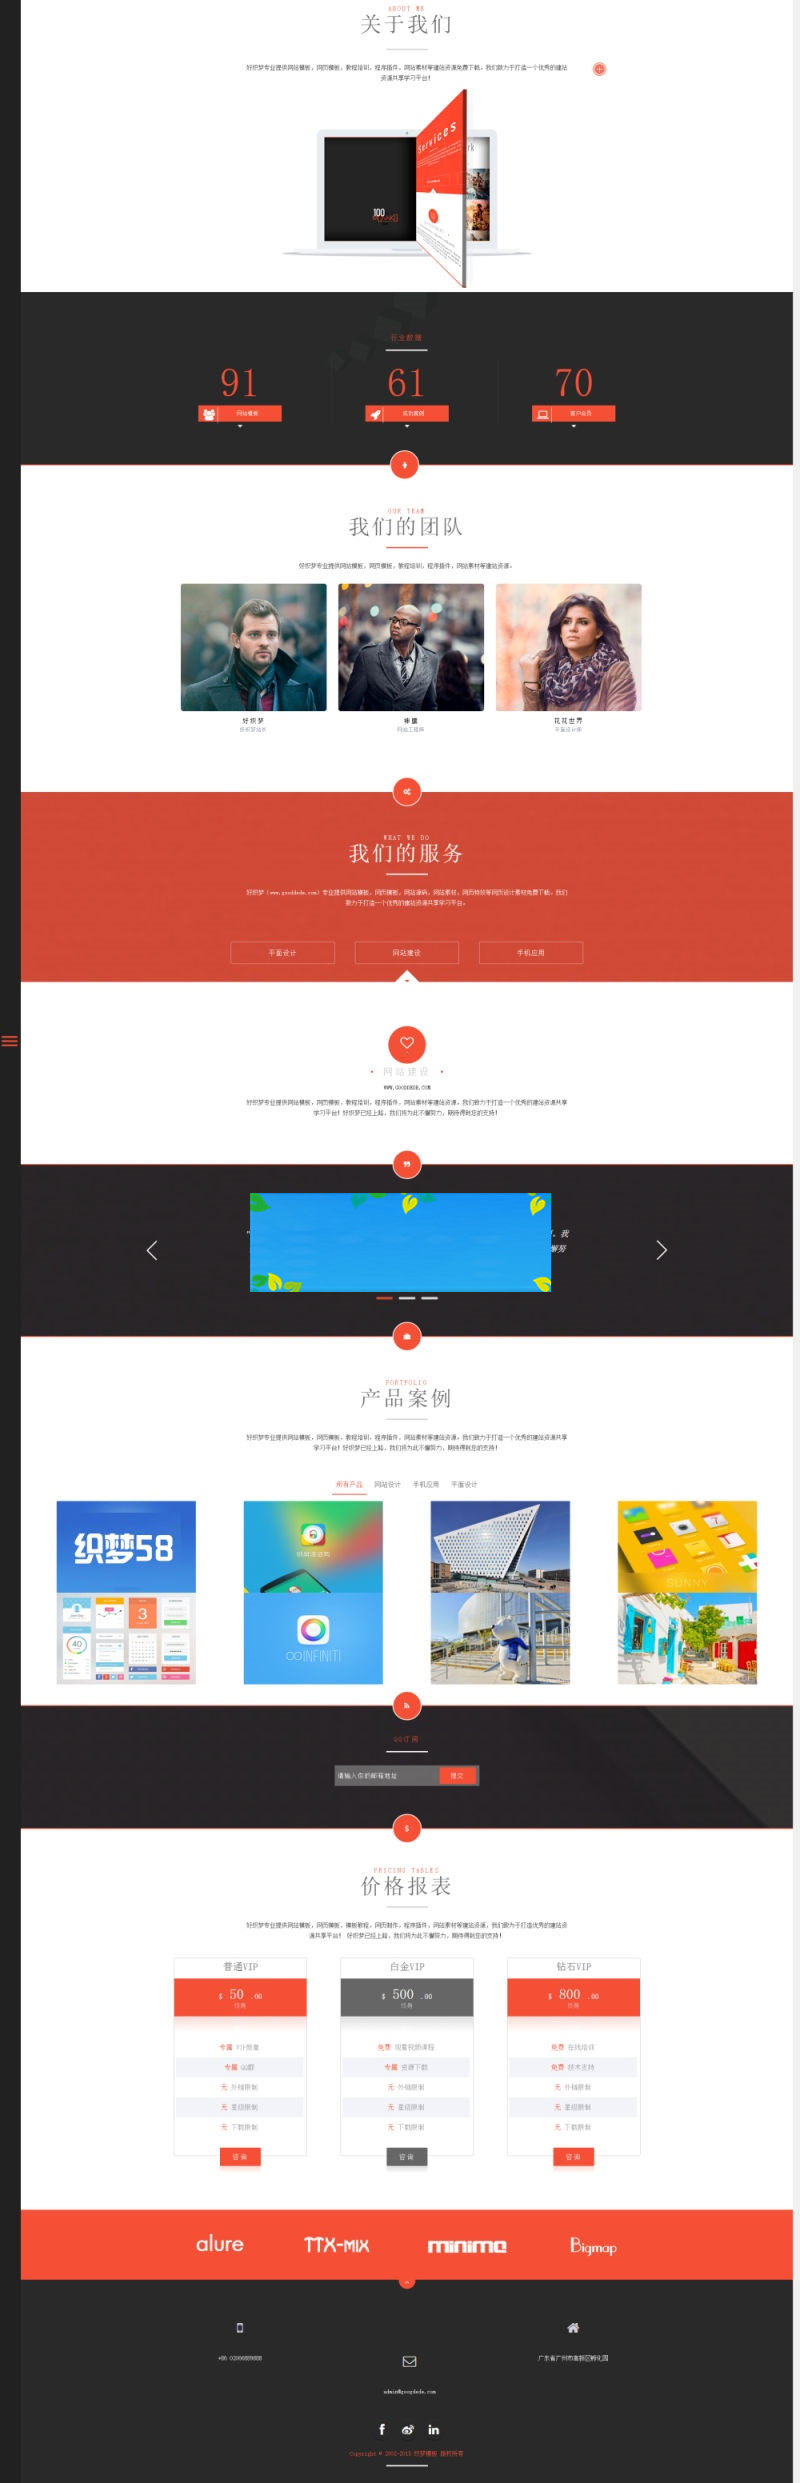 ABOUT ME
关于我们
好织梦专业提供网站模板，网页模板，教程培训，程序插件，网站素材等建站资源免费下载。我们致力于打造一个优秀的建站
资源共享学习平台！
Services
100
行业数据
91
61
70
网站模板
成功案例
客户会员
OUR TEAM
我们的团队
好织梦专业提供网站模板，网页模板，教程培训，程序插件，网站素材等建站资源。
好织梦
花花世界
网站工程师
平面设计师
WHAT WE DO
我们的服务
好织梦（www.gooddede.com）专业提供网站模板，网页模板，网站源码，网站素材，网页特效等网页设计素材免费下载。我们
致力于打造一个优秀的建站资源共享学习平台。
平面设计
网站建设
手机应用
网站建设
WWW.GOODDEDE.COM
好织梦专业提供网站模板，网页模板，教程培训，程序插件，网站素材等建站资源。我们致力于打造一个优秀的建站资源共享
学习平台！好织梦已经上路，我们将为此不懈努力，期待得到您的支持！
我
懈努
PORTFOLIO
产品案例
好织梦专业提供网站模板，网页模板，教程培训，程序插件，网站素材等建站资源。我们致力于打造一个优秀的建站资源共享
学习平台！好织梦已经上路，我们将为此不懈努力，期待得到您的支持！
所有产品
网站设计
手机应用
平面设计
织梦58
SUNNY
3
40
INFINITI
QQ订阅
请输入你的邮箱地址
提交
PRICING TABLES
价格报表
好织梦专业提供网站模板，网页模板，模板教程，网页制作，程序插件，网站素材等建站资源，我们致力于打造优秀的建站资
源共享平台！ 好织梦已经上路，我们将为此不懈努力，期待得到您的支持！
普通VIP
白金VIP
钻石VIP
$ 50 .00
$ 500 .00
$ 800 .00
终身
终身
终身
专属 VIP标徽
免费 观看视频课程
免费 在线培训
专属 QQ群
专属 资源下载
免费 技术支持
无 外链限制
无 外链限制
无 外链限制
无 星级限制
无 星级限制
无 星级限制
无 下载限制
无 下载限制
无 下载限制
咨询
咨询
咨询
alure
TTX-MIX
minimo
Bigmap
广东省广州市高新区孵化园
Copyright © 2002-2013 织梦模板 版权所有